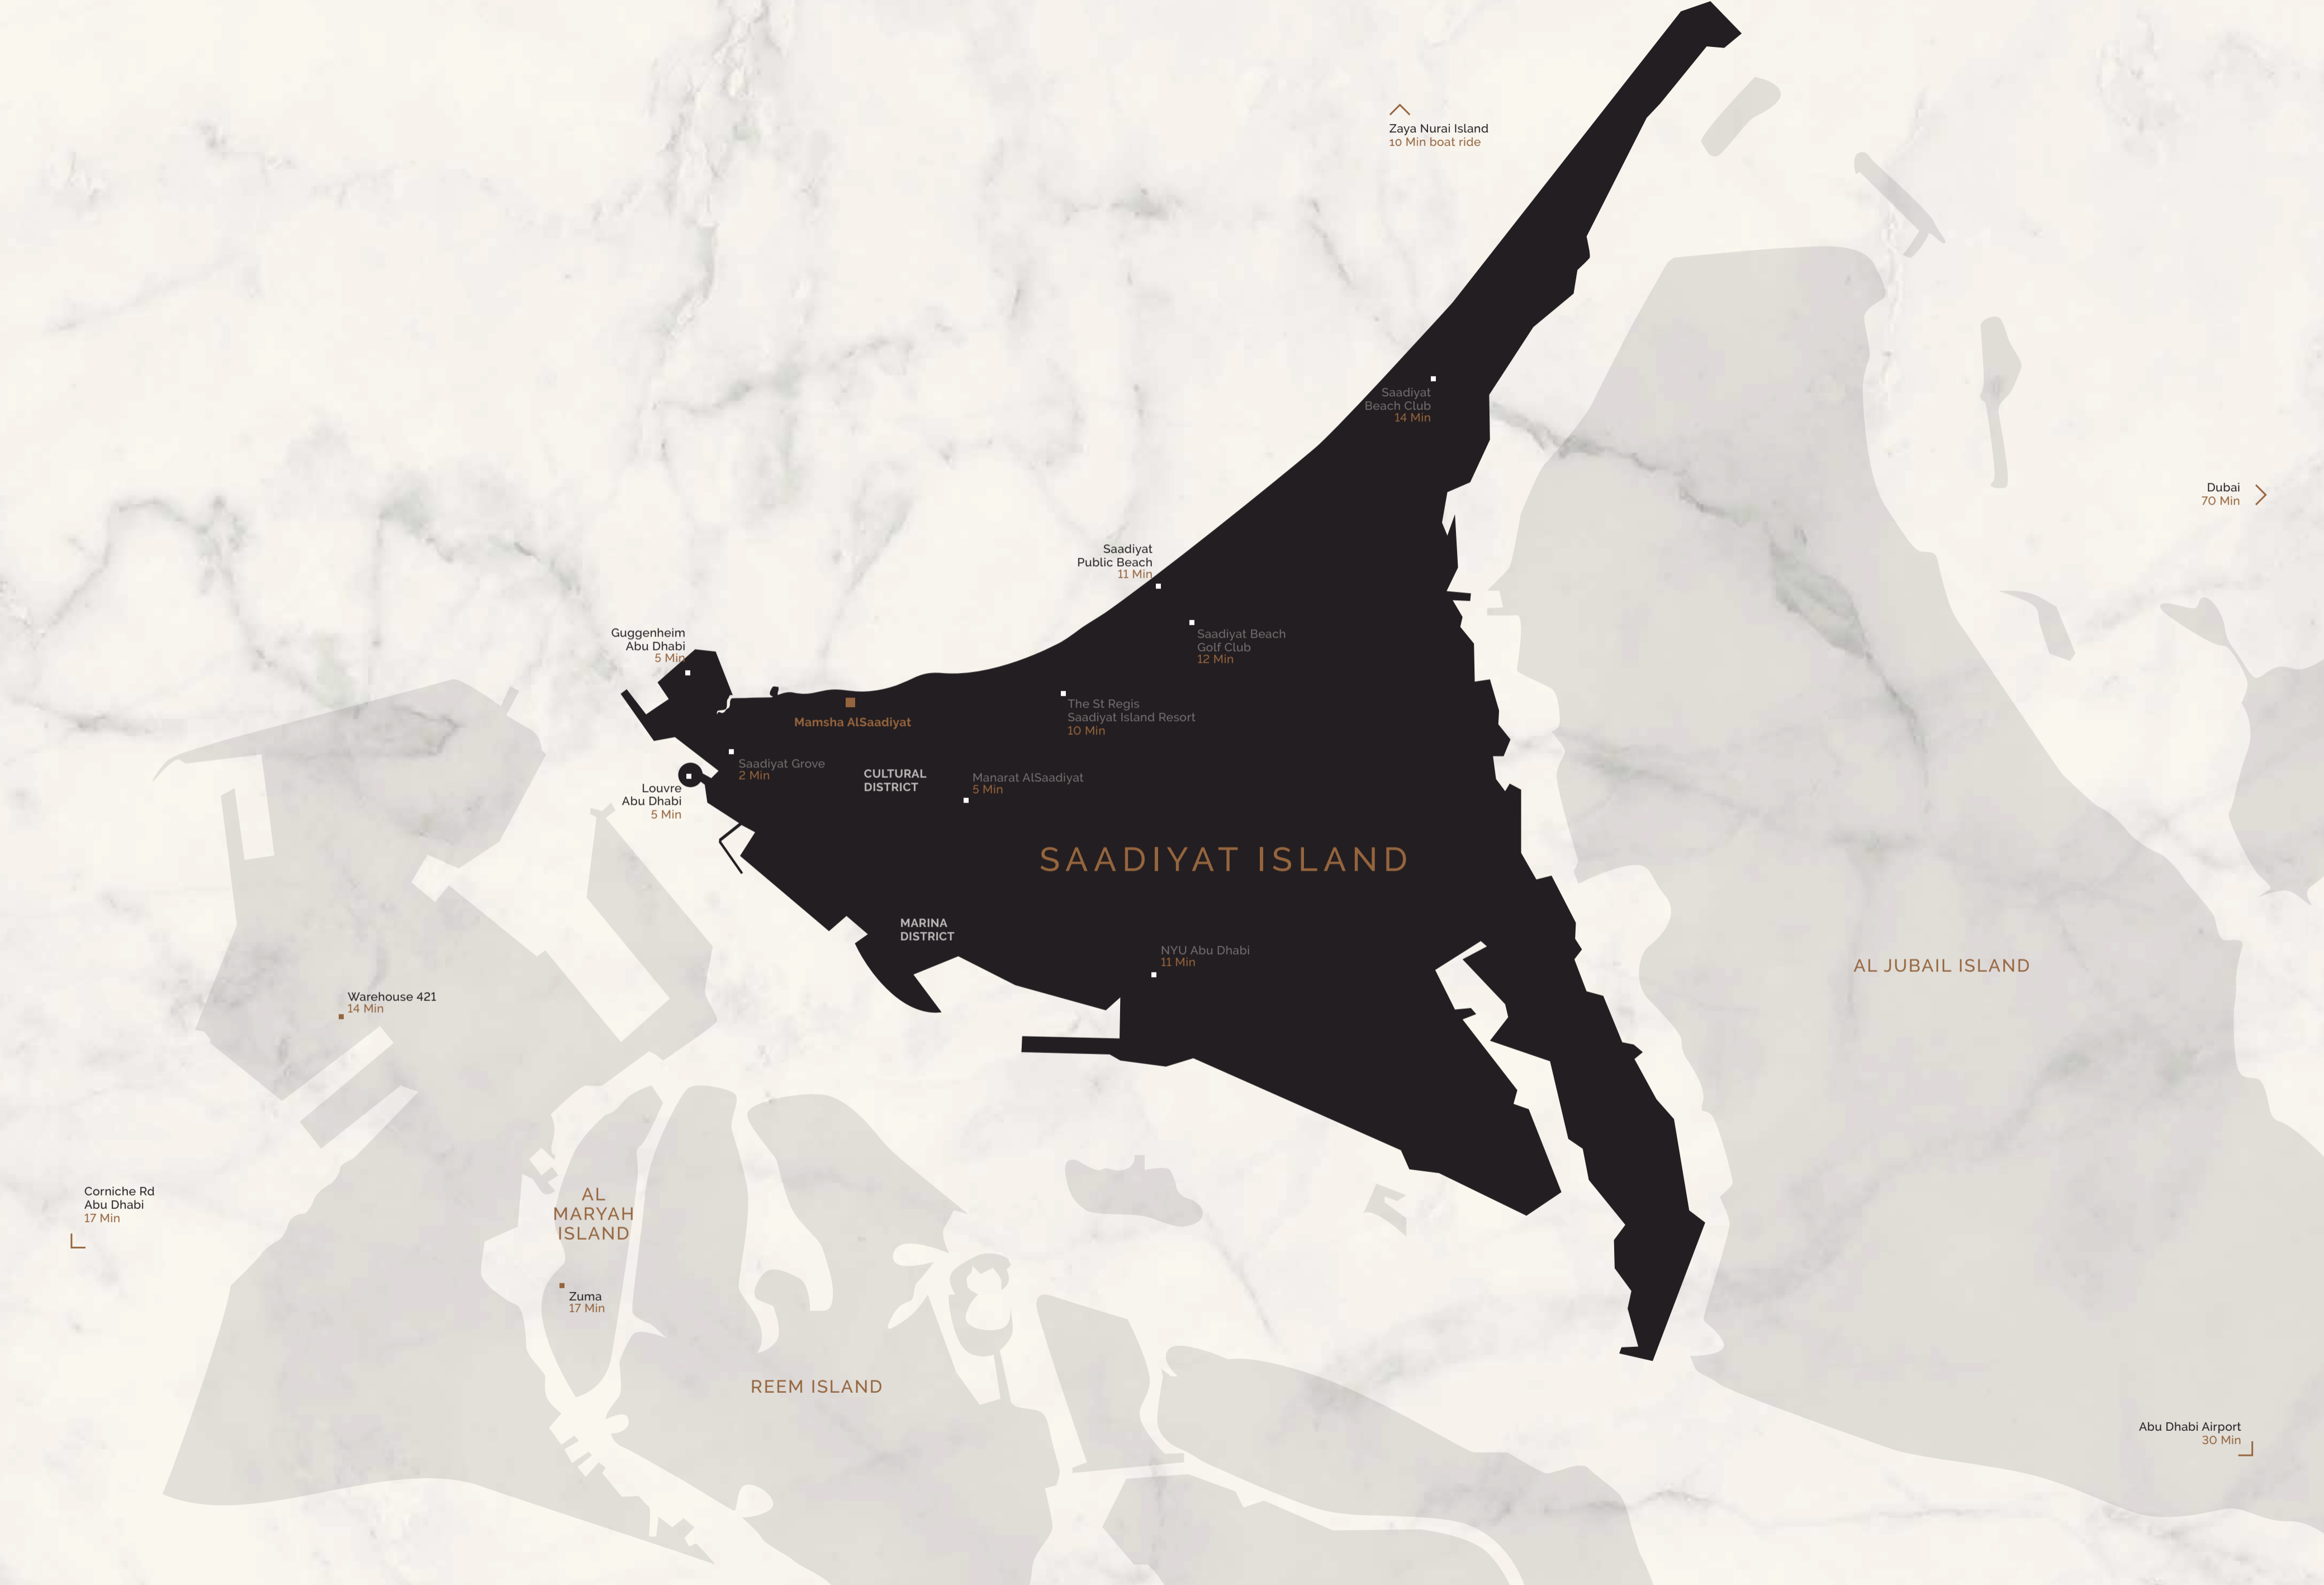 Zaya Nurai Island
10 Min boat ride
Saadiyat
Beach Club
14 Min
Dubai
70 Min
Saadiyat
Public Beach
11 Min
Guggenheim
Abu Dhabi
5 Min
Saadiyat Beach
Golf Club
12 Min
Mamsha AlSaadiyat
The St Regis
Saadiyat Island Resort
10 Min
Saadiyat Grove
2 Min
CULTURAL
DISTRICT
Manarat AlSaadiyat
5 Min
Louvre
Abu Dhabi
5 Min
SAADIYAT ISLAND
MARINA
DISTRICT
NYU Abu Dhabi
11 Min
AL JUBAIL ISLAND
Warehouse 421
14 Min
Corniche Rd
Abu Dhabi
17 Min
AL
MARYAH
ISLAND
Zuma
17 Min
REEM ISLAND
Abu Dhabi Airport
30 Min